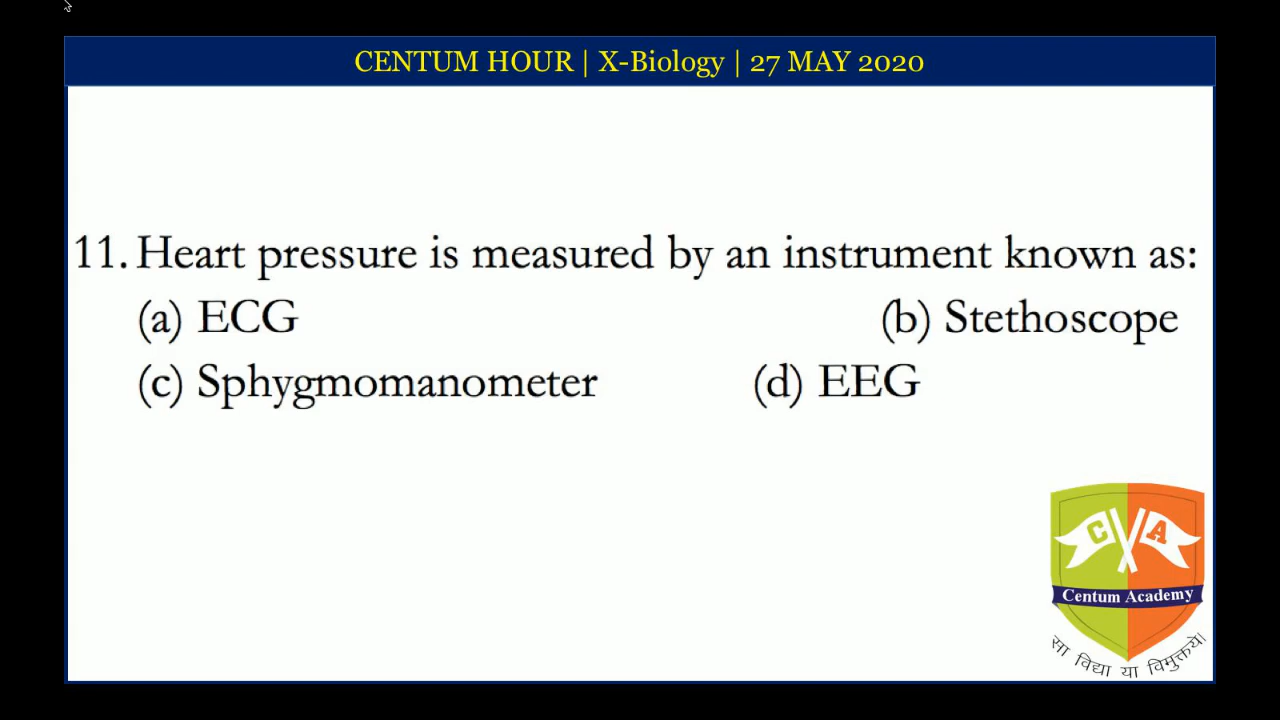 CENTUM HOUR | X-Biology | 27 MAY 2020
11. Heart pressure is measured by an instrument known as:
(a) ECG (b) Stethoscope
(c) Sphygmomanometer (d) EEG
C A
Centum Academy
सा विद्या या विमुक्तये।